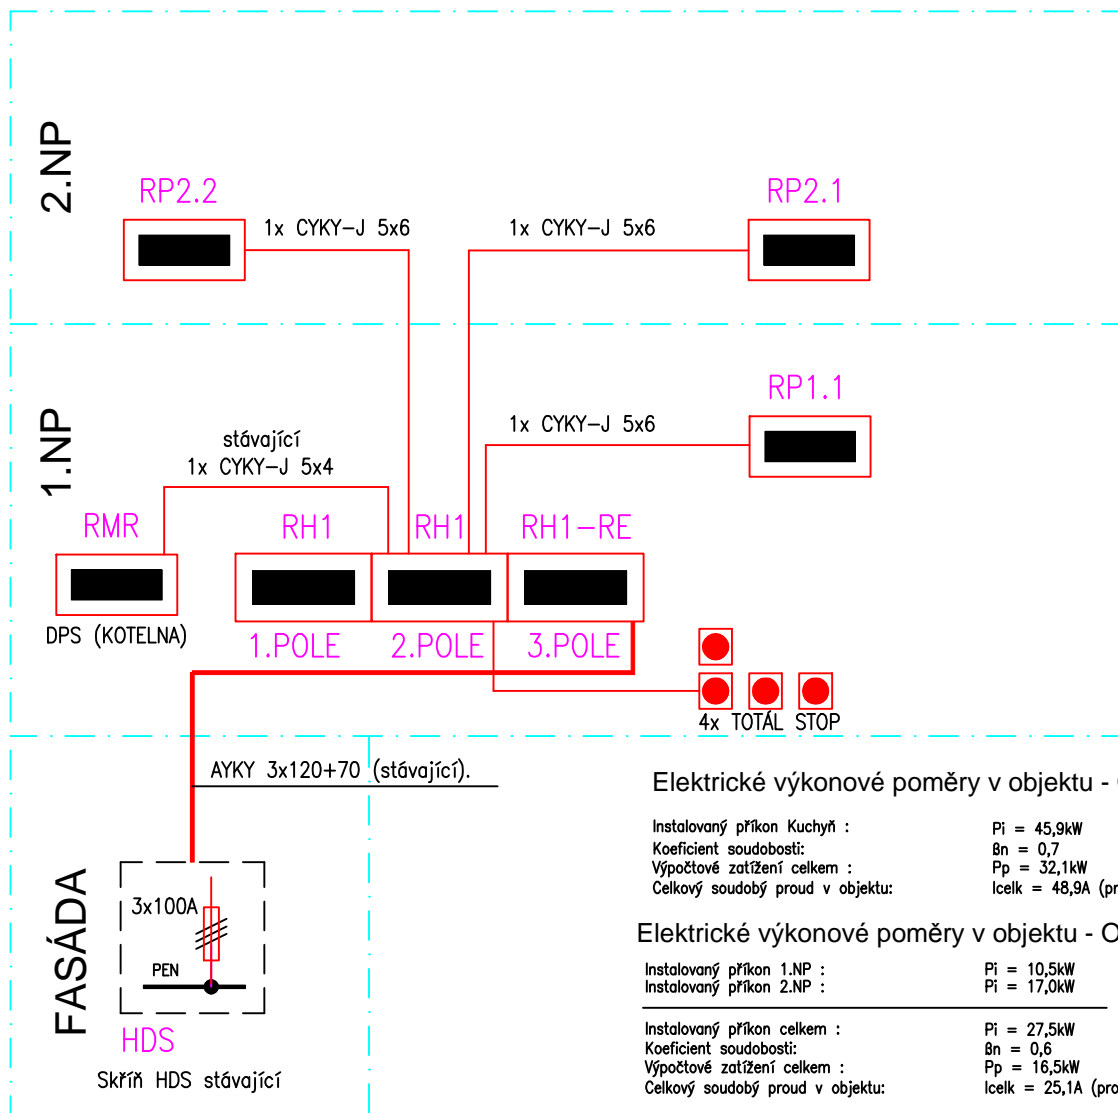 2.NP
RP2.2
RP2.1
1x CYKY-J 5x6
1x CYKY-J 5x6
1.NP
RP1.1
1x CYKY-J 5x6
stávající
1x CYKY-J 5x4
RMR
RH1
RH1
RH1-RE
DPS (KOTELNA)
1.POLE
2.POLE
3.POLE
4x TOTÁL STOP
AYKY 3x120+70 (stávající).
FASÁDA
3x100A
PEN
HDS
Skříň HDS stávající
Elektrické výkonové poměry v objektu -
Instalovaný příkon Kuchyň : Pi = 45,9kW
Koeficient soudobosti: ßn = 0,7
Výpočtové zatížení celkem : Pp = 32,1kW
Celkový soudobý proud v objektu: Icelk = 48,9A (pr
Elektrické výkonové poměry v objektu - O
Instalovaný příkon 1.NP : Pi = 10,5kW
Instalovaný příkon 2.NP : Pi = 17,0kW
Instalovaný příkon celkem : Pi = 27,5kW
Koeficient soudobosti: ßn = 0,6
Výpočtové zatížení celkem : Pp = 16,5kW
Celkový soudobý proud v objektu: Icelk = 25,1A (pro